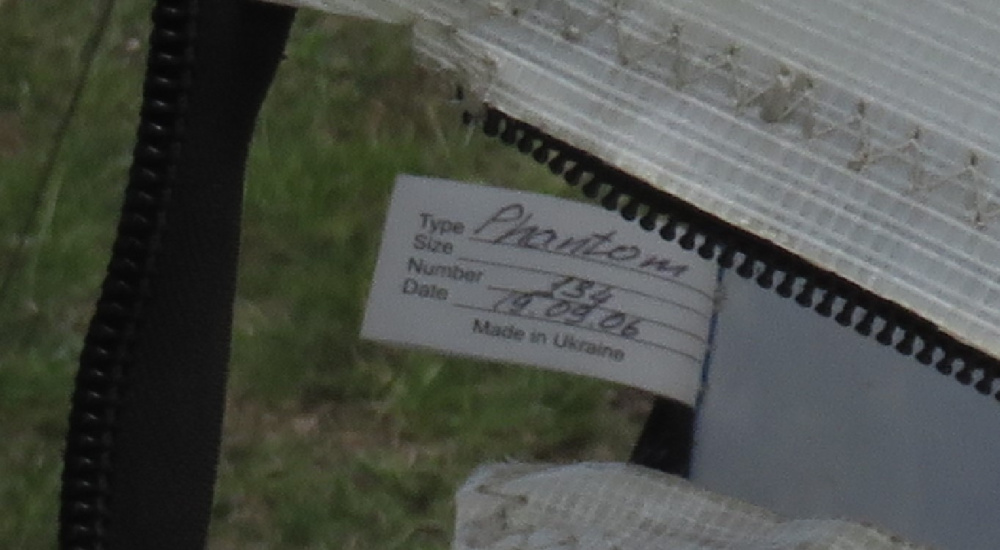 Type Phantom
Size
Number 134
Date 19.09.06
Made in Ukraine